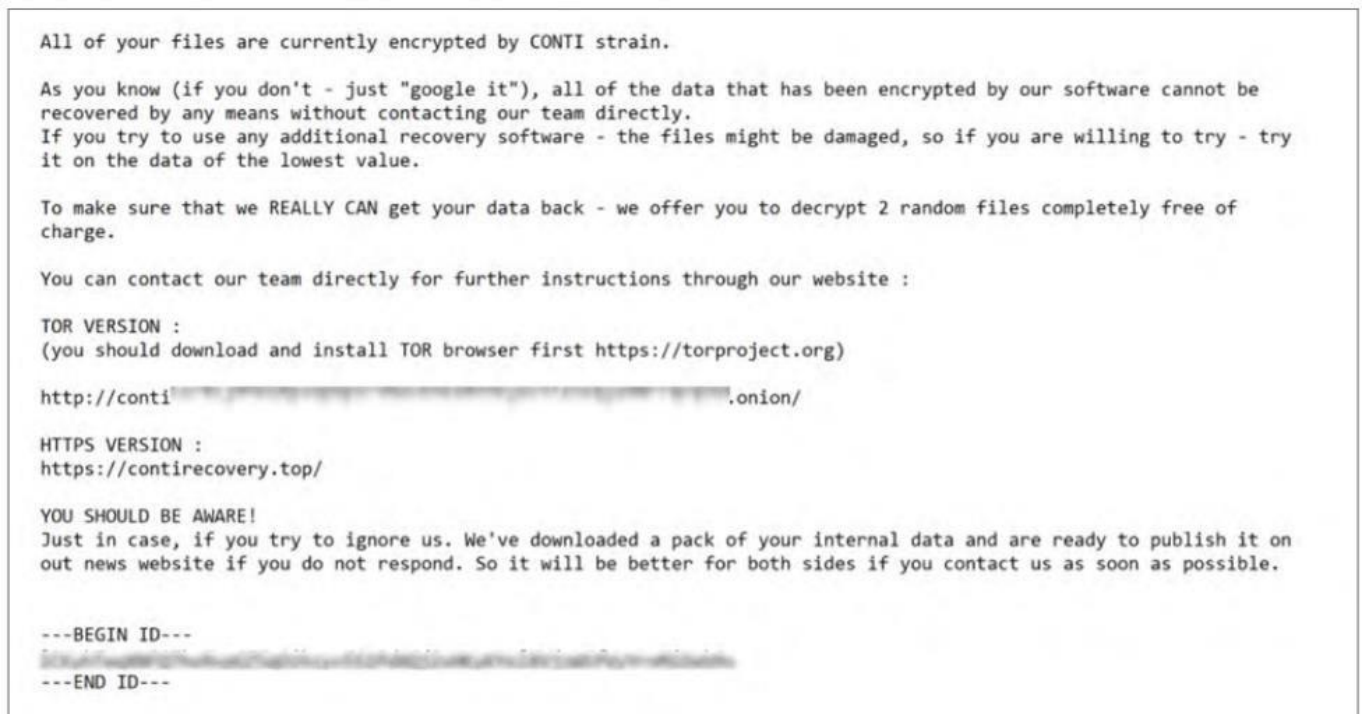 All of your files are currently encrypted by CONTI strain.
As you know (if you don't - just "google it"), all of the data that has been encrypted by our software cannot be
recovered by any means without contacting our team directly.
If you try to use any additional recovery software - the files might be damaged, so if you are willing to try - try
it on the data of the lowest value.
To make sure that we REALLY CAN get your data back - we offer you to decrypt 2 random files completely free of
charge.
You can contact our team directly for further instructions through our website :
TOR VERSION :
(you should download and install TOR browser first https://torproject.org)
http://conti .onion/
HTTPS VERSION :
https://contirecovery.top/
YOU SHOULD BE AWARE!
Just in case, if you try to ignore us. We've downloaded a pack of your internal data and are ready to publish it on
out news website if you do not respond. So it will be better for both sides if you contact us as soon as possible.
---BEGIN ID---
---END ID---